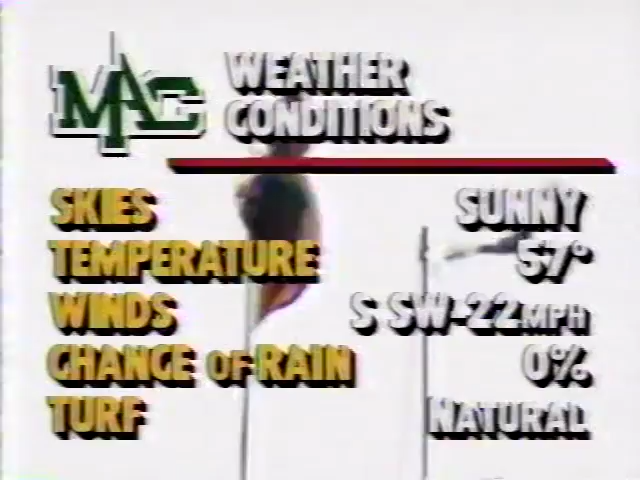 MAC
WEATHER
CONDITIONS
SKIES SUNNY
TEMPERATURE 57°
WINDS S SW-22MPH
CHANCE OF RAIN 0%
TURF NATURAL